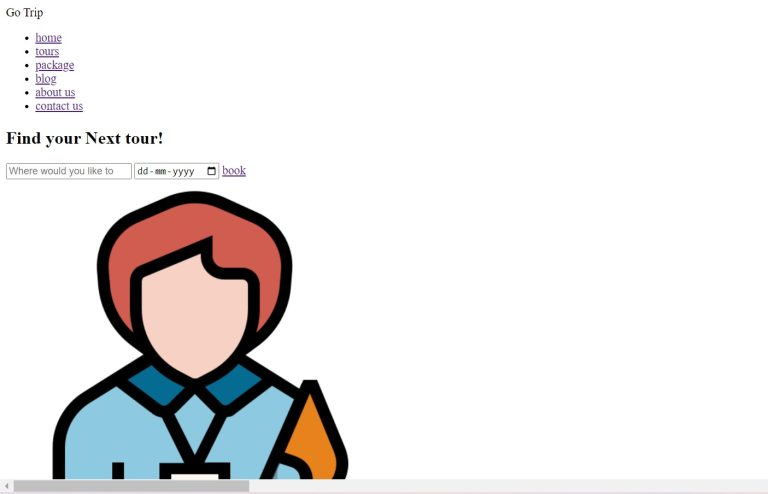 Go Trip
home
tours
package
blog
about us
contact us
Find your Next tour!
Where would you like to dd-mm-yyyy book